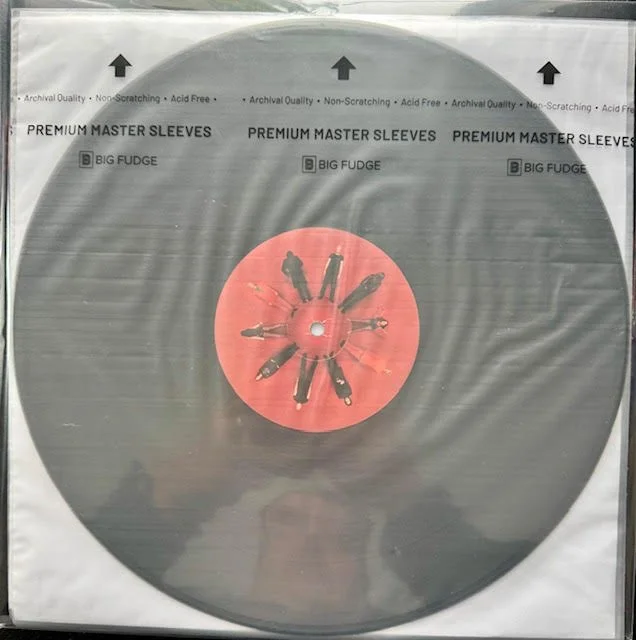 • Archival Quality • Non-Scratching • Acid Free • • Archival Quality • Non-Scratching • Acid Free • Archival Quality • Non-Scratching • Acid Fre
PREMIUM MASTER SLEEVES PREMIUM MASTER SLEEVES PREMIUM MASTER SLEEVES
B BIG FUDGE B BIG FUDGE B BIG FUDGE